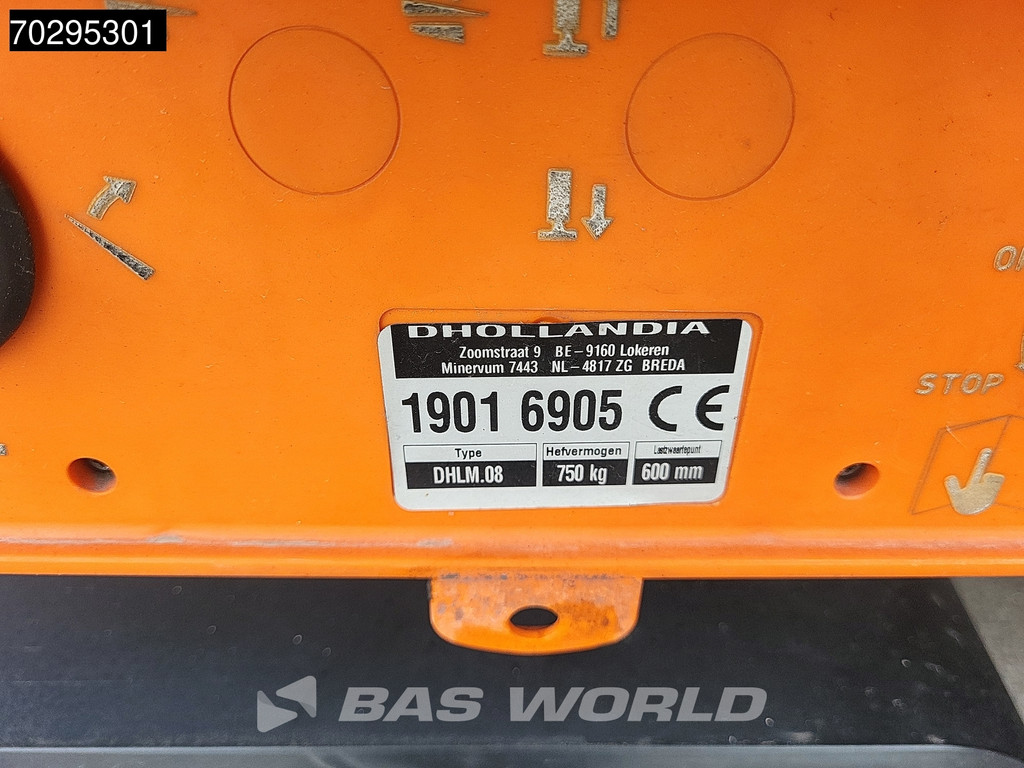 70295301
STOP
DHOLLANDIA
Zoomstraat 9 BE-9160 Lokeren
Minervum 7443 NL-4817 ZG BREDA
1901 6905 CE
Type Hefvermogen Lastzwaartepunt
DHLM.08 750 kg 600 mm
BAS WORLD